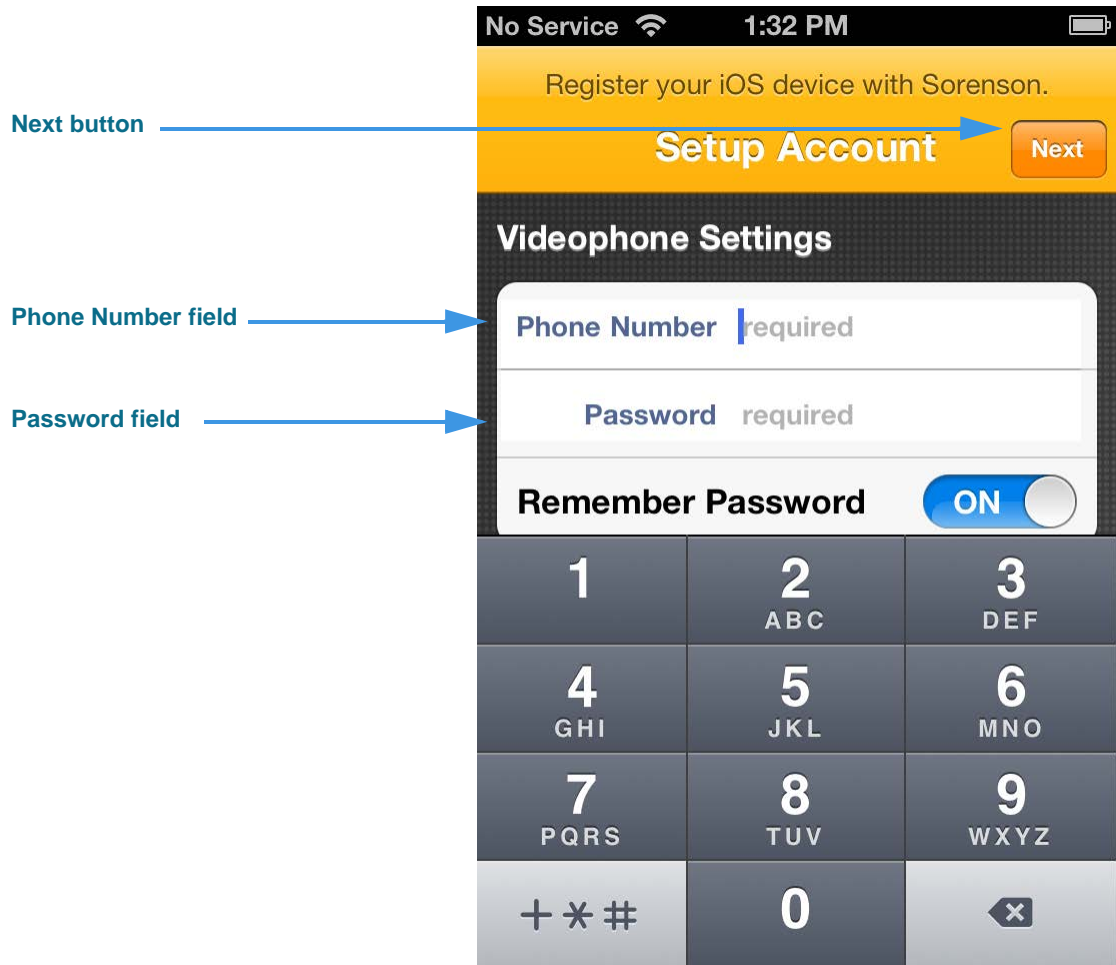 No Service 1:32 PM
Register your iOS device with Sorenson.
Next button
Setup Account Next
Videophone Settings
Phone Number field
Phone Number required
Password field
Password required
Remember Password ON
1 2 3
ABC DEF
4 5 6
GHI JKL MNO
7 8 9
PQRS TUV WXYZ
+*# 0